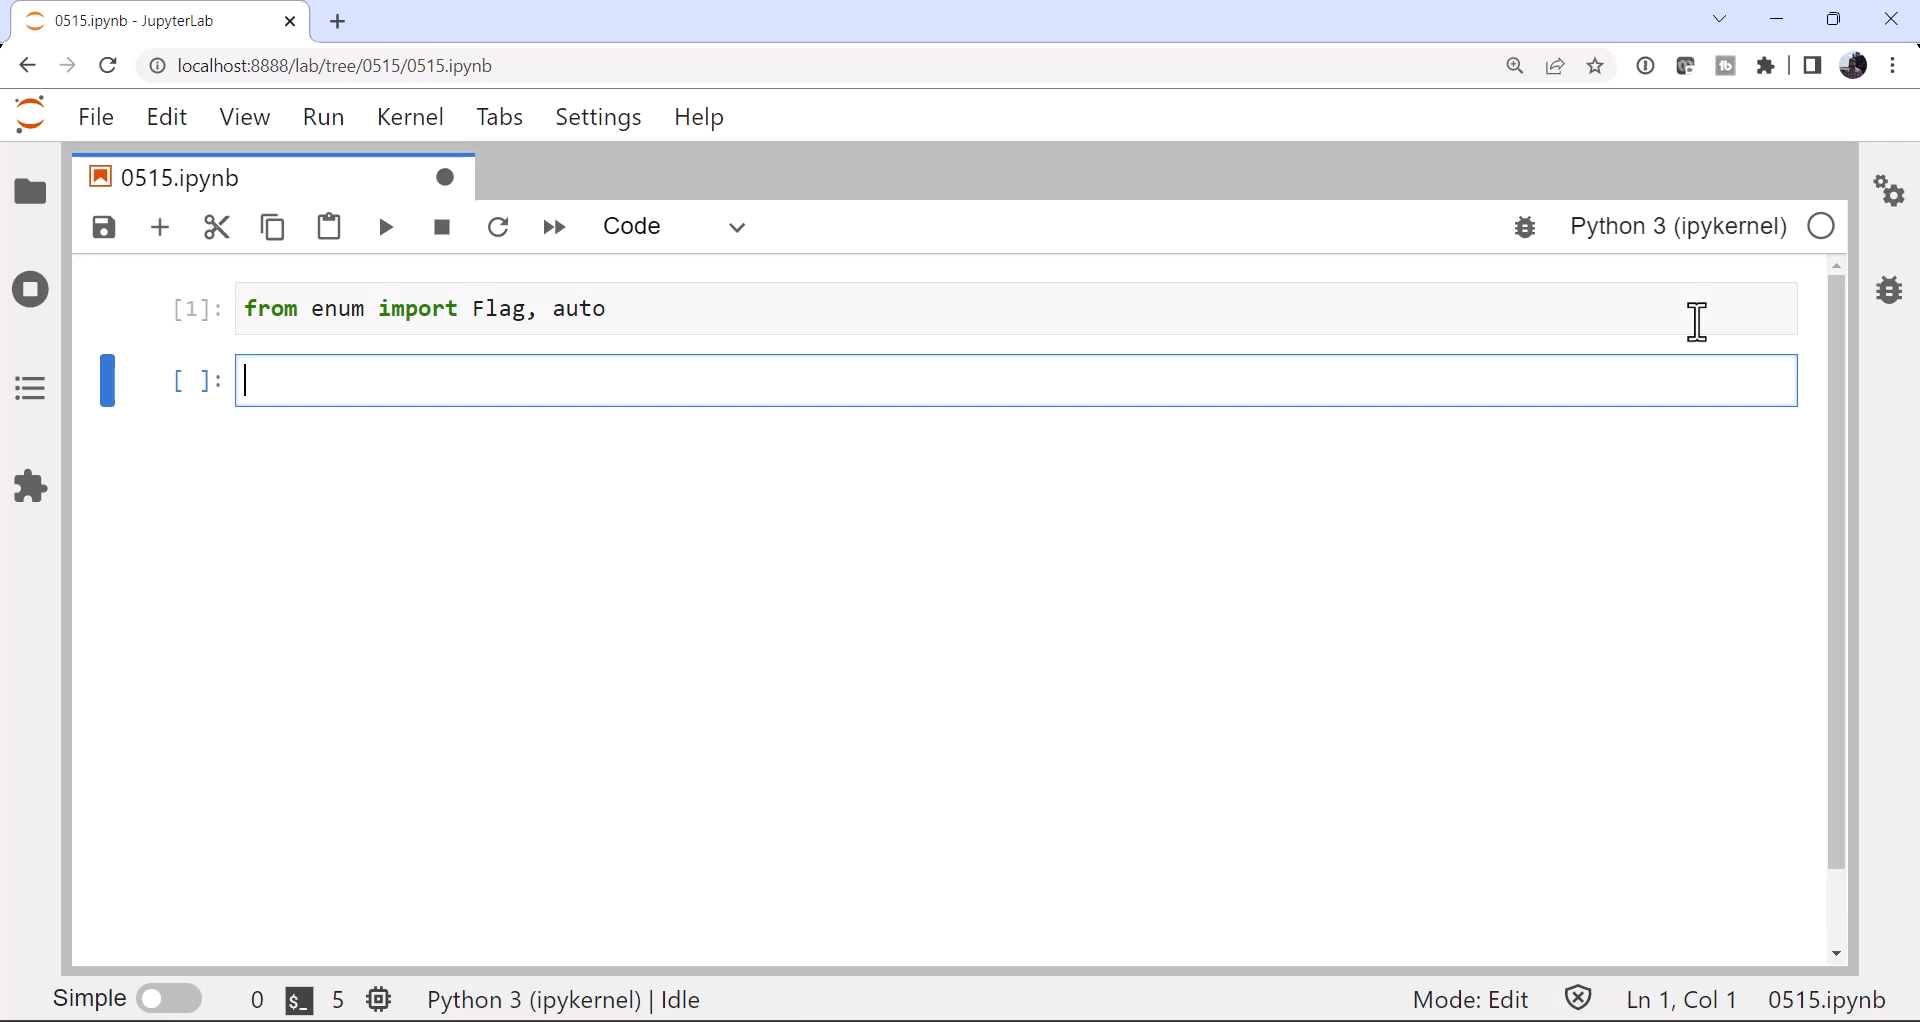 0515.ipynb - JupyterLab
localhost:8888/lab/tree/0515/0515.ipynb
File Edit View Run Kernel Tabs Settings Help
0515.ipynb
Code Python 3 (ipykernel)
[1]: from enum import Flag, auto
[ ]:
Simple 0 $_ 5 Python 3 (ipykernel) | Idle Mode: Edit Ln 1, Col 1 0515.ipynb